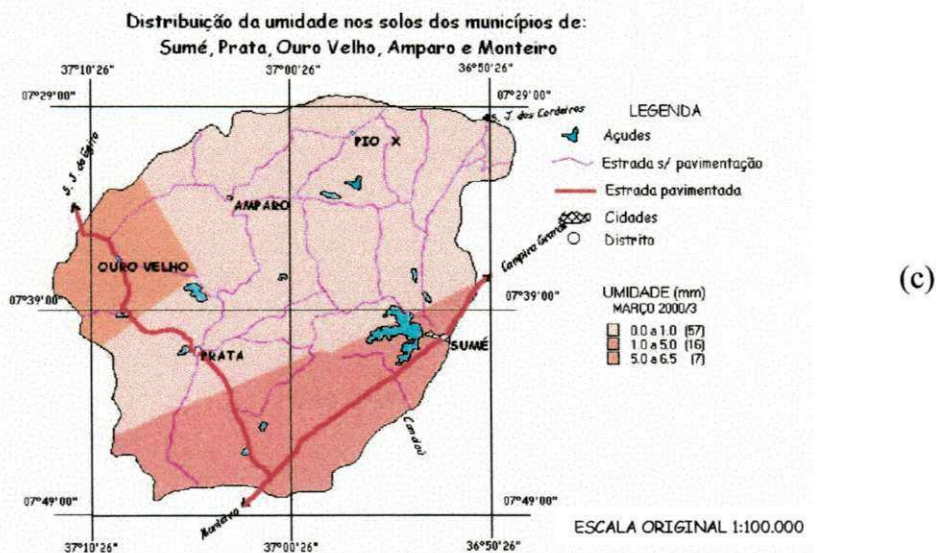 Distribuição da umidade nos solos dos municípios de:
Sumé, Prata, Ouro Velho, Amparo e Monteiro
37°10'26" 37°00'26" 36°50'26"
07°29'00" 07°29'00"
S. J. dos Cordeiros
PIO X
AMPARO
OURO VELHO
Campina Grande
07°39'00" 07°39'00"
SUMÉ
PRATA
Monteiro
07°49'00" 07°49'00"
37°10'26" 37°00'26" 36°50'26"
LEGENDA
Açudes
Estrada s/ pavimentação
Estrada pavimentada
Cidades
Distrito
UMIDADE (mm)
MARÇO 2000/3
0.0 a 1.0 (57)
1.0 a 5.0 (16)
5.0 a 6.5 (7)
ESCALA ORIGINAL 1:100.000
(c)